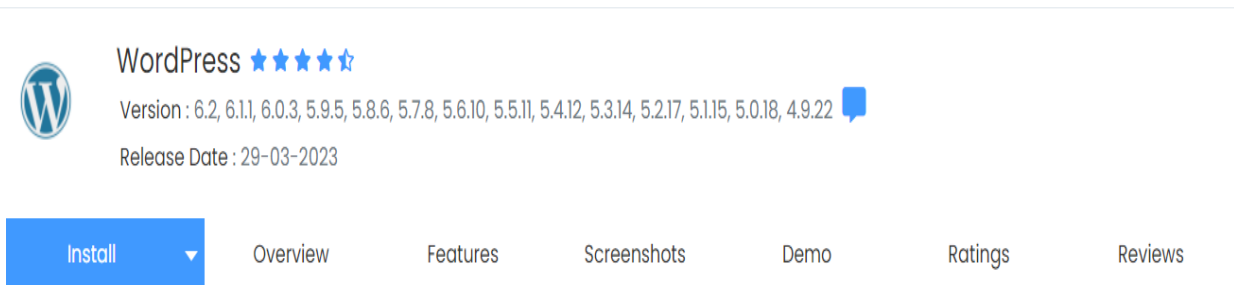 WordPress
Version : 6.2, 6.1.1, 6.0.3, 5.9.5, 5.8.6, 5.7.8, 5.6.10, 5.5.11, 5.4.12, 5.3.14, 5.2.17, 5.1.15, 5.0.18, 4.9.22
Release Date : 29-03-2023
Install Overview Features Screenshots Demo Ratings Reviews